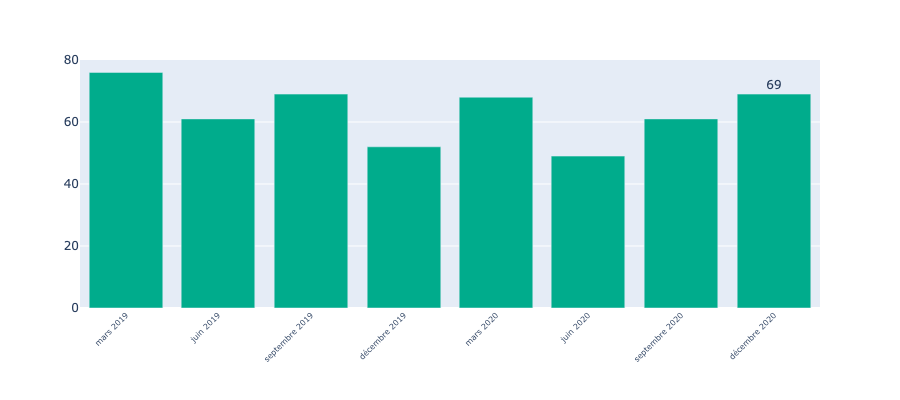 80
69
60
40
20
0
mars 2019
juin 2019
septembre 2019
décembre 2019
mars 2020
juin 2020
septembre 2020
décembre 2020